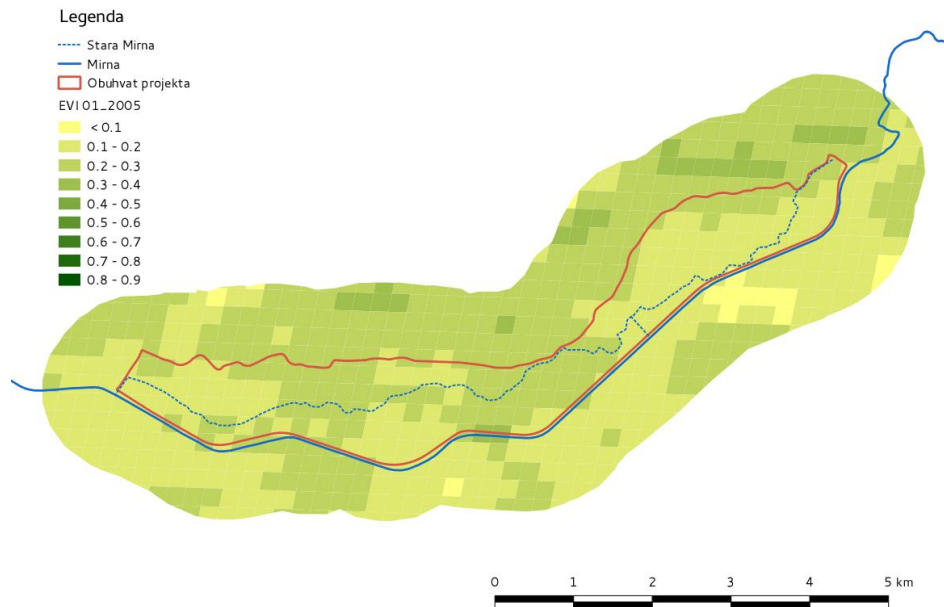 Legenda
Stara Mirna
Mirna
Obuhvat projekta
EVI 01_2005
< 0.1
0.1 - 0.2
0.2 - 0.3
0.3 - 0.4
0.4 - 0.5
0.5 - 0.6
0.6 - 0.7
0.7 - 0.8
0.8 - 0.9
0 1 2 3 4 5 km